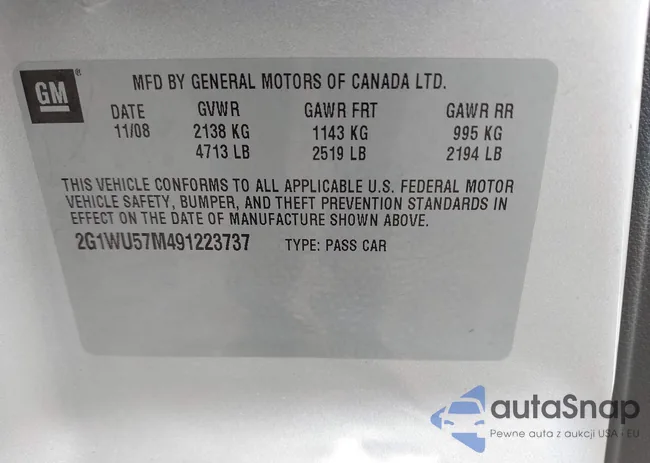 GM ® MFD BY GENERAL MOTORS OF CANADA LTD.
DATE GVWR GAWR FRT GAWR RR
11/08 2138 KG 1143 KG 995 KG
4713 LB 2519 LB 2194 LB
THIS VEHICLE CONFORMS TO ALL APPLICABLE U.S. FEDERAL MOTOR
VEHICLE SAFETY, BUMPER, AND THEFT PREVENTION STANDARDS IN
EFFECT ON THE DATE OF MANUFACTURE SHOWN ABOVE.
2G1WU57M491223737 TYPE: PASS CAR
autaSnap
Pewne auta z aukcji USA - EU